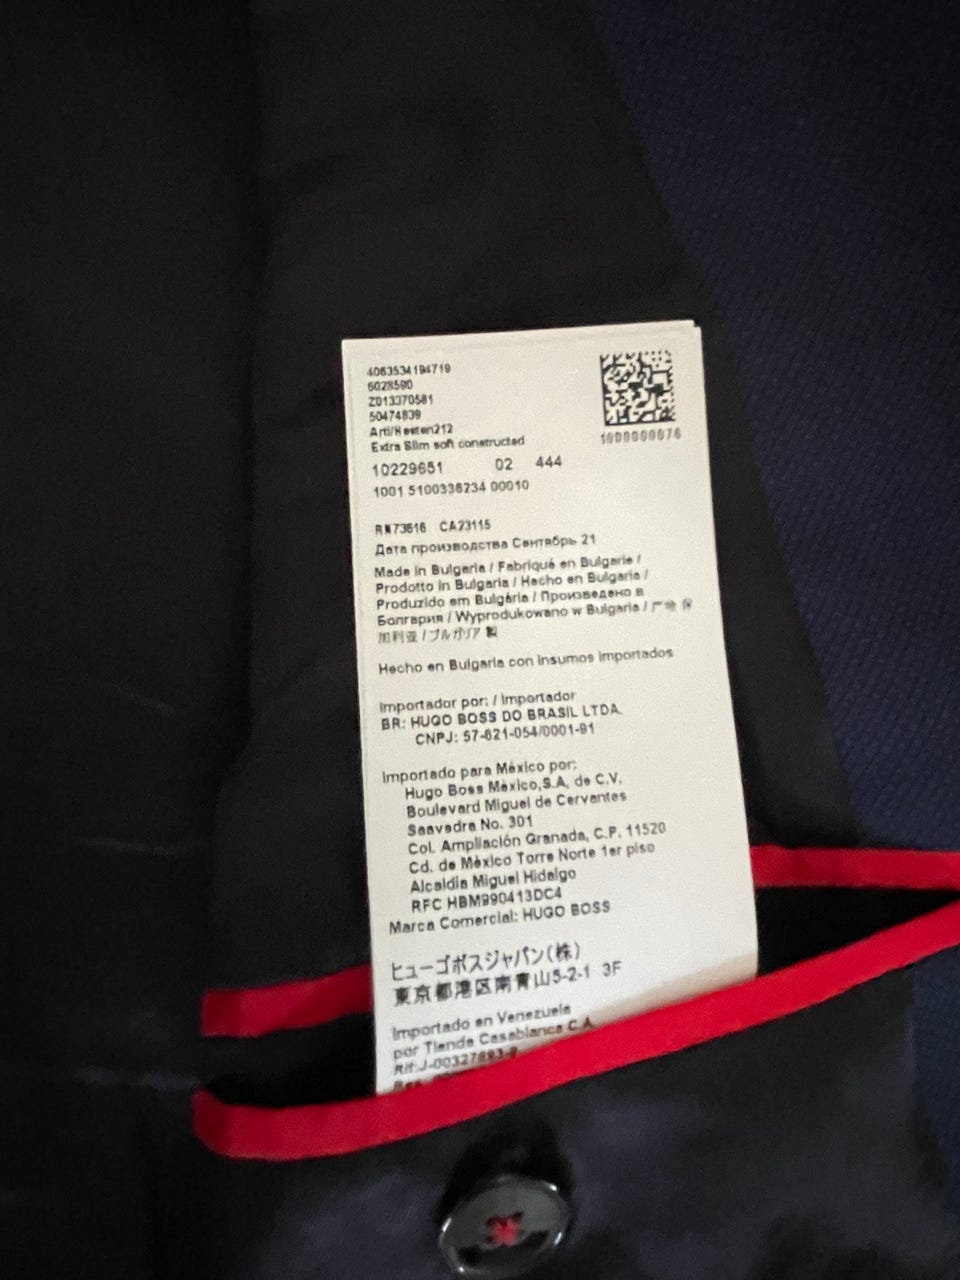 4063534194719
6028590
Z013370581
50474839
Arti/Hesten212
Extra Slim soft constructed
1000000076
10229651 02 444
1001 5100336234 00010
RN73616 CA23115
Дата производства Сентябрь 21
Made in Bulgaria / Fabriqué en Bulgarie /
Prodotto in Bulgaria / Hecho en Bulgaria /
Produzido em Bulgária / Произведено в
Болгарии / Wyprodukowano w Bulgaria / 产地 保
加利亚 / ブルガリア 製
Hecho en Bulgaria con insumos importados
Importador por: / Importador
BR: HUGO BOSS DO BRASIL LTDA.
CNPJ: 57-621-054/0001-91
Importado para México por:
Hugo Boss México,S.A, de C.V.
Boulevard Miguel de Cervantes
Saavedra No. 301
Col. Ampliación Granada, C.P. 11520
Cd. de México Torre Norte 1er piso
Alcaldía Miguel Hidalgo
RFC HBM990413DC4
Marca Comercial: HUGO BOSS
ヒューゴボスジャパン(株)
東京都港区南青山5-2-1 3F
Importado en Venezuela
por Tienda Casablanca C.A.
Rif:J-00327893-9